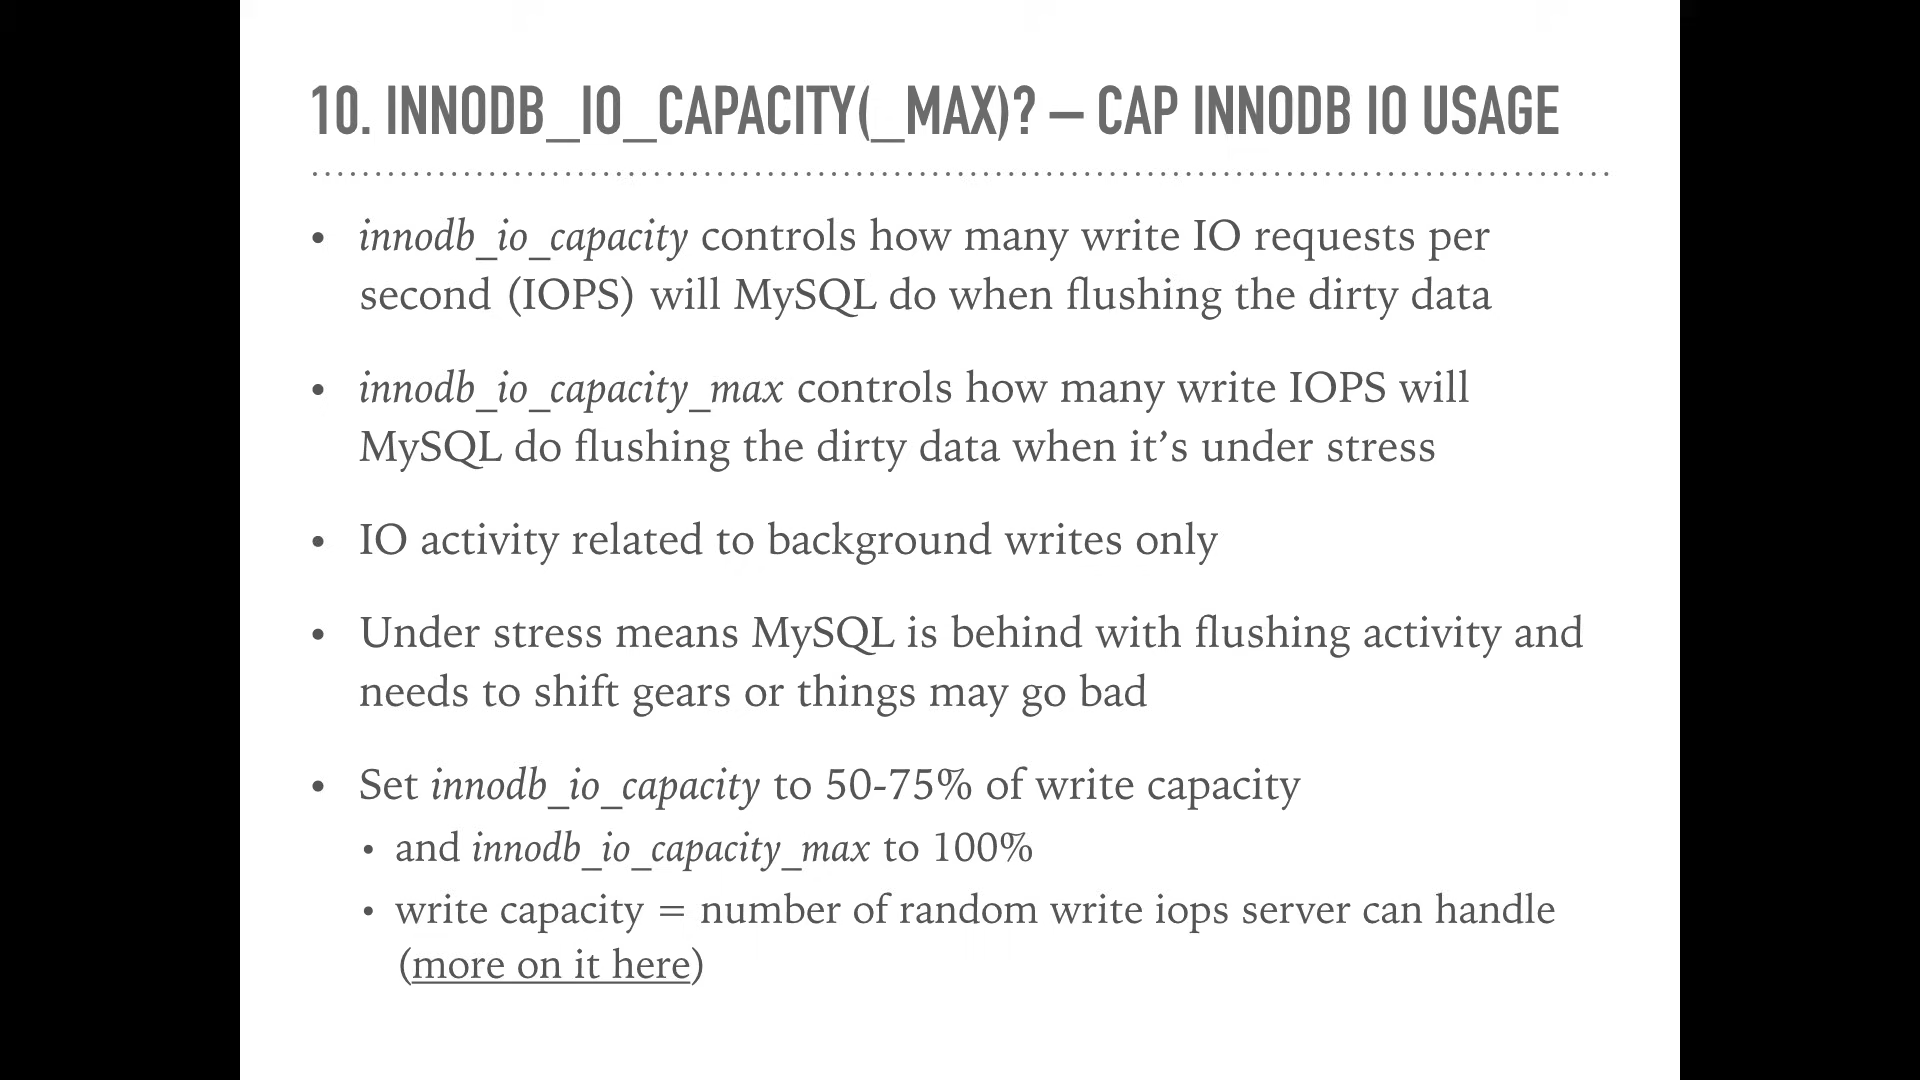 10. INNODB_IO_CAPACITY(_MAX)? – CAP INNODB IO USAGE
• innodb_io_capacity controls how many write IO requests per
second (IOPS) will MySQL do when flushing the dirty data
• innodb_io_capacity_max controls how many write IOPS will
MySQL do flushing the dirty data when it’s under stress
• IO activity related to background writes only
• Under stress means MySQL is behind with flushing activity and
needs to shift gears or things may go bad
• Set innodb_io_capacity to 50-75% of write capacity
• and innodb_io_capacity_max to 100%
• write capacity = number of random write iops server can handle
(more on it here)